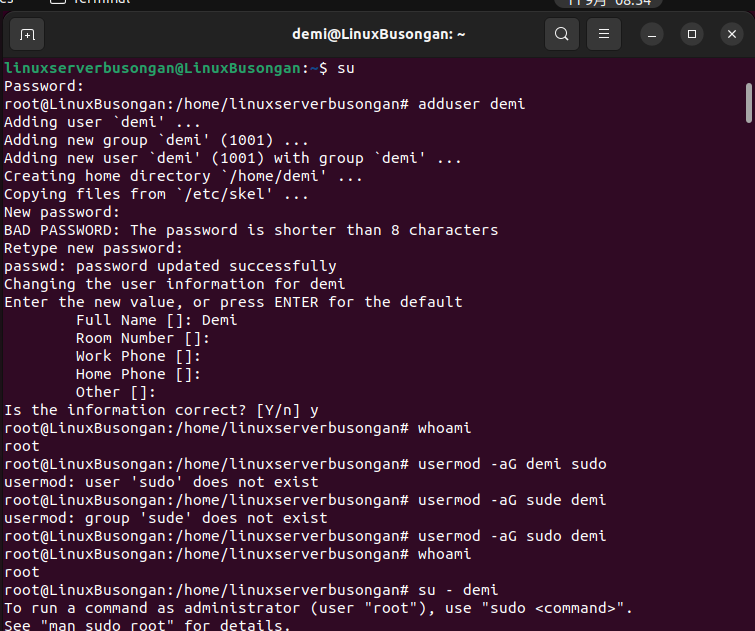 demi@LinuxBusongan: ~
linuxserverbusongan@LinuxBusongan:~$ su
Password:
root@LinuxBusongan:/home/linuxserverbusongan# adduser demi
Adding user `demi' ...
Adding new group `demi' (1001) ...
Adding new user `demi' (1001) with group `demi' ...
Creating home directory `/home/demi' ...
Copying files from `/etc/skel' ...
New password:
BAD PASSWORD: The password is shorter than 8 characters
Retype new password:
passwd: password updated successfully
Changing the user information for demi
Enter the new value, or press ENTER for the default
        Full Name []: Demi
        Room Number []:
        Work Phone []:
        Home Phone []:
        Other []:
Is the information correct? [Y/n] y
root@LinuxBusongan:/home/linuxserverbusongan# whoami
root
root@LinuxBusongan:/home/linuxserverbusongan# usermod -aG demi sudo
usermod: user 'sudo' does not exist
root@LinuxBusongan:/home/linuxserverbusongan# usermod -aG sude demi
usermod: group 'sude' does not exist
root@LinuxBusongan:/home/linuxserverbusongan# usermod -aG sudo demi
root@LinuxBusongan:/home/linuxserverbusongan# whoami
root
root@LinuxBusongan:/home/linuxserverbusongan# su - demi
To run a command as administrator (user "root"), use "sudo <command>".
See "man sudo_root" for details.